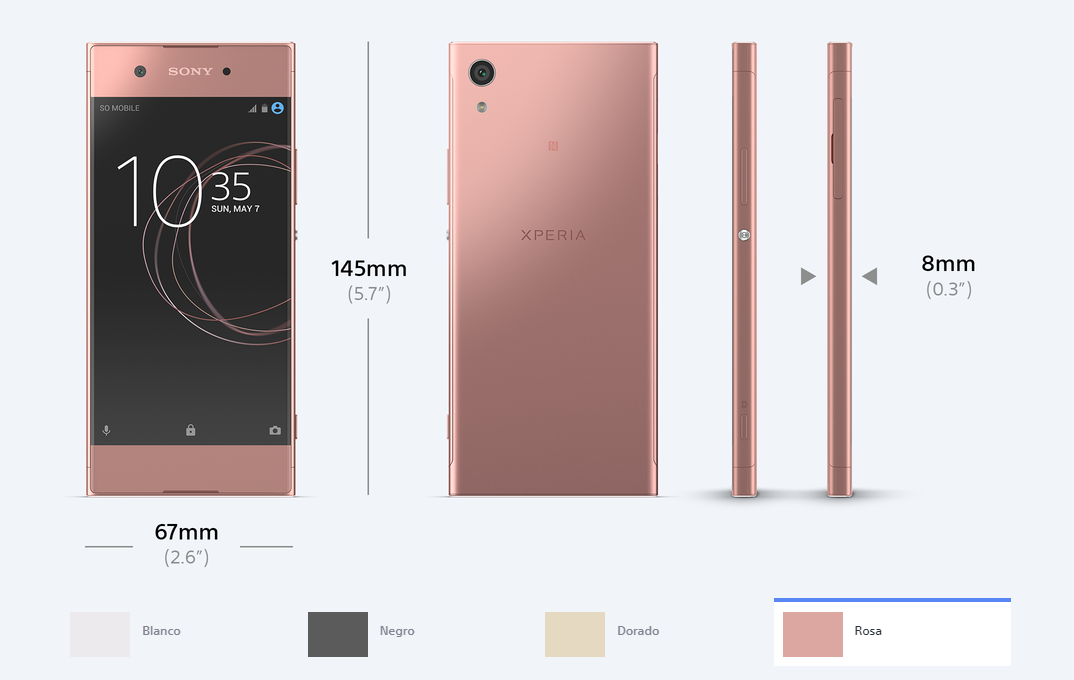 SONY
SO MOBILE
10 35
SUN, MAY 7
XPERIA
145mm
(5.7”)
8mm
(0.3”)
67mm
(2.6”)
Blanco
Negro
Dorado
Rosa